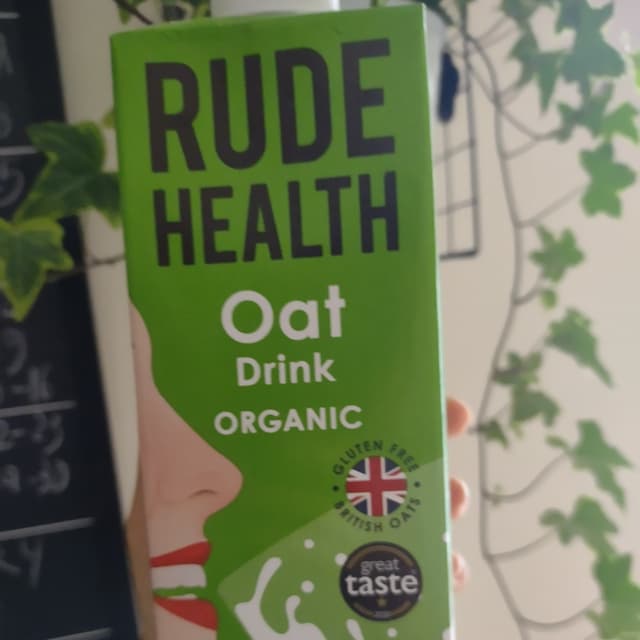 RUDE
HEALTH
Oat
Drink
ORGANIC
GLUTEN FREE
BRITISH OATS
great
taste